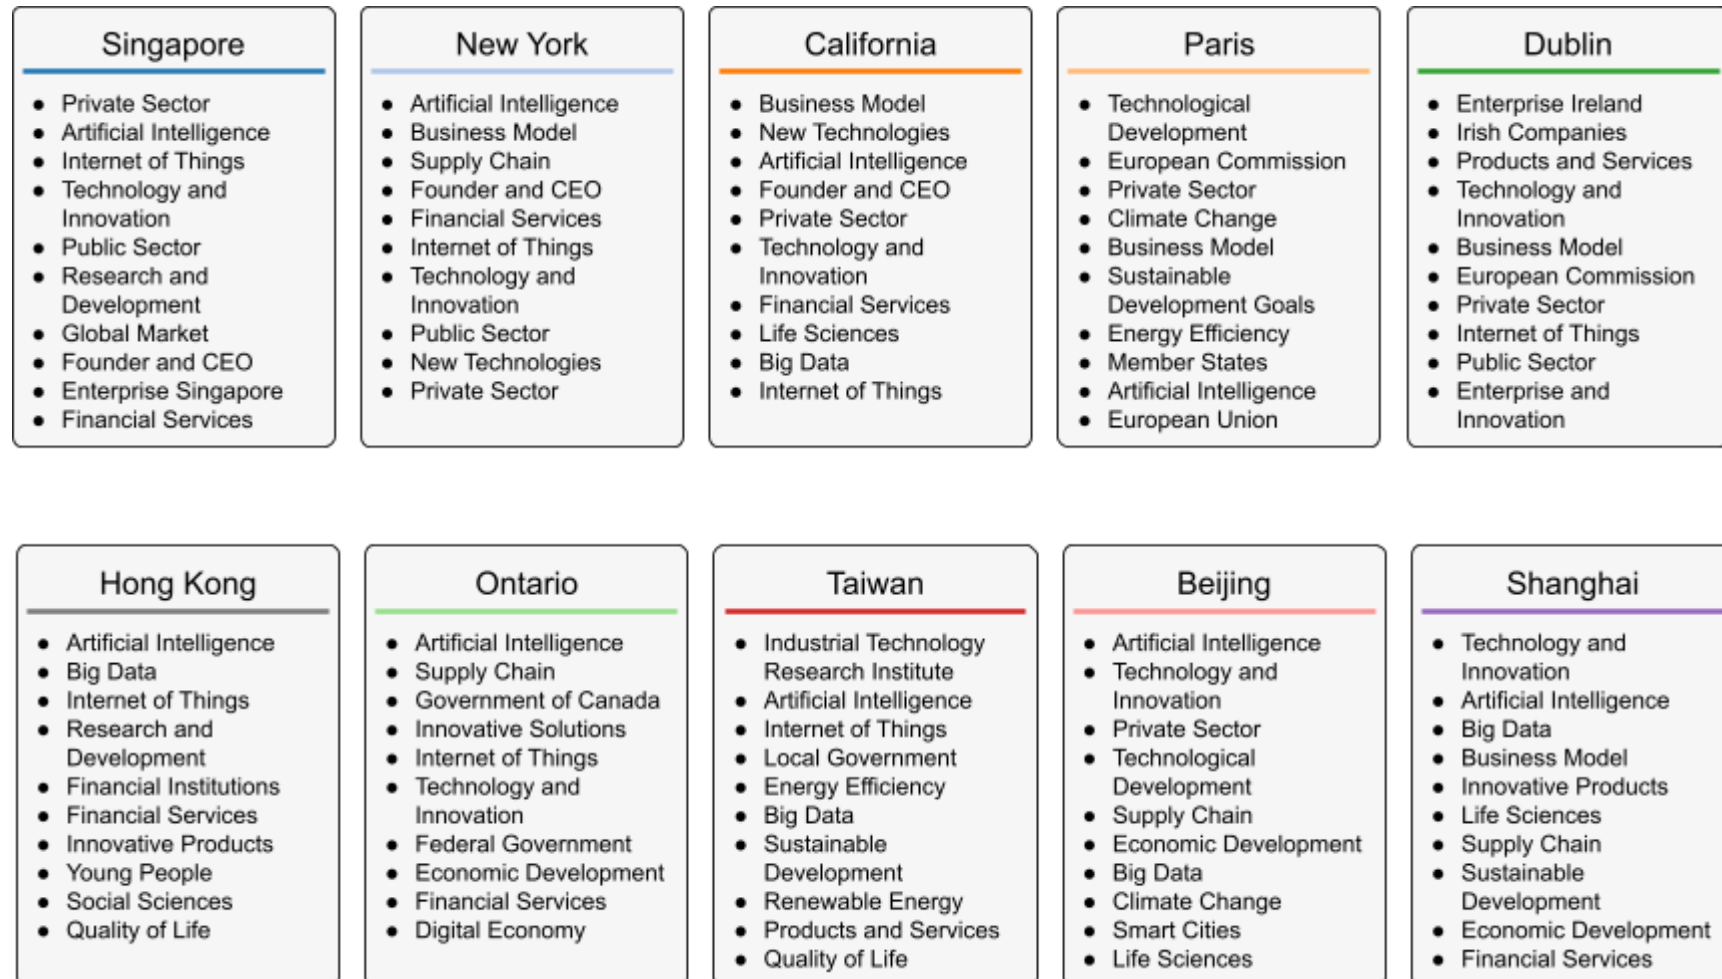 Singapore
● Private Sector
● Artificial Intelligence
● Internet of Things
● Technology and
Innovation
● Public Sector
● Research and
Development
● Global Market
● Founder and CEO
● Enterprise Singapore
● Financial Services
New York
● Artificial Intelligence
● Business Model
● Supply Chain
● Founder and CEO
● Financial Services
● Internet of Things
● Technology and
Innovation
● Public Sector
● New Technologies
● Private Sector
California
● Business Model
● New Technologies
● Artificial Intelligence
● Founder and CEO
● Private Sector
● Technology and
Innovation
● Financial Services
● Life Sciences
● Big Data
● Internet of Things
Paris
● Technological
Development
● European Commission
● Private Sector
● Climate Change
● Business Model
● Sustainable
Development Goals
● Energy Efficiency
● Member States
● Artificial Intelligence
● European Union
Dublin
● Enterprise Ireland
● Irish Companies
● Products and Services
● Technology and
Innovation
● Business Model
● European Commission
● Private Sector
● Internet of Things
● Public Sector
● Enterprise and
Innovation
Hong Kong
● Artificial Intelligence
● Big Data
● Internet of Things
● Research and
Development
● Financial Institutions
● Financial Services
● Innovative Products
● Young People
● Social Sciences
● Quality of Life
Ontario
● Artificial Intelligence
● Supply Chain
● Government of Canada
● Innovative Solutions
● Internet of Things
● Technology and
Innovation
● Federal Government
● Economic Development
● Financial Services
● Digital Economy
Taiwan
● Industrial Technology
Research Institute
● Artificial Intelligence
● Internet of Things
● Local Government
● Energy Efficiency
● Big Data
● Sustainable
Development
● Renewable Energy
● Products and Services
● Quality of Life
Beijing
● Artificial Intelligence
● Technology and
Innovation
● Private Sector
● Technological
Development
● Supply Chain
● Economic Development
● Big Data
● Climate Change
● Smart Cities
● Life Sciences
Shanghai
● Technology and
Innovation
● Artificial Intelligence
● Big Data
● Business Model
● Innovative Products
● Life Sciences
● Supply Chain
● Sustainable
Development
● Economic Development
● Financial Services